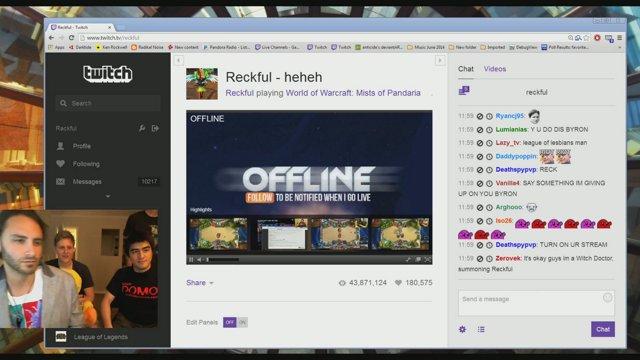 Reckful - Twitch
www.twitch.tv/reckful
Apps
Darktide
Ken Rockwell
Radikal Noise
New content
Pandora Radio - List
Live Channels - Ga
Twitch
Twitch
Music June 2014
New folder
Imported
DebugView
Poll Results: favorite
twitch
Search
Reckful
Profile
Following
Messages 10217
League of Legends
Reckful - heheh
Reckful playing World of Warcraft: Mists of Pandaria
OFFLINE
OFFLINE
FOLLOW TO BE NOTIFIED WHEN I GO LIVE
Highlights
Share
43,871,124 180,575
Edit Panels OFF ON
DOMO
Chat Videos
reckful
11:59 Ryancj95:
11:59 Lumianias: Y U DO DIS BYRON
11:59 Lazy_tv: league of lesbians man
11:59 Daddypoppin:
11:59 Deathspypvp: RECK
11:59 Vanille4: SAY SOMETHING IM GIVING
UP ON YOU BYRON
11:59 Arghooo:
11:59 Iso26:
11:59 Deathspypvp: TURN ON UR STREAM
11:59 Zerovek: It's okay guys im a Witch Doctor,
summoning Reckful
Send a message
Chat